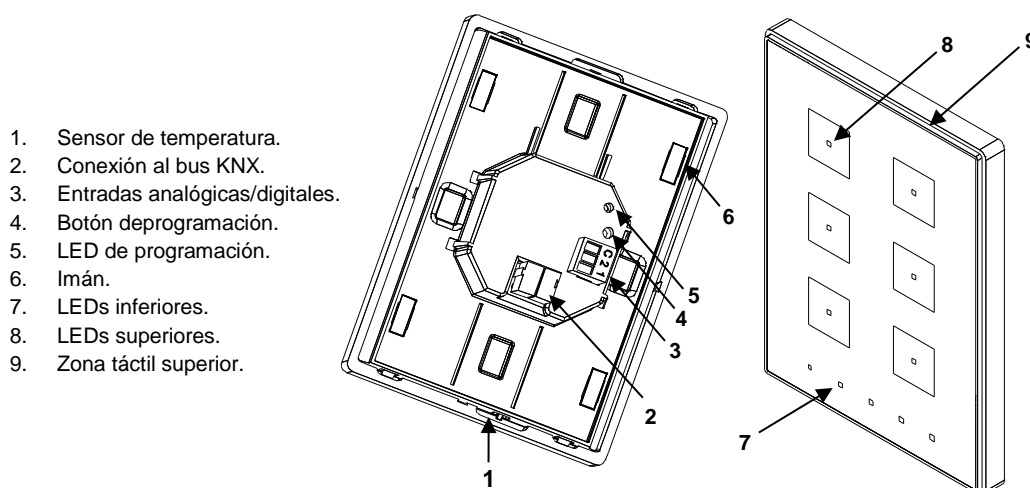 1. Sensor de temperatura.
2. Conexión al bus KNX.
3. Entradas analógicas/digitales.
4. Botón deprogramación.
5. LED de programación.
6. Imán.
7. LEDs inferiores.
8. LEDs superiores.
9. Zona táctil superior.
8
9
6
C 2 1
5
4
3
2
7
1